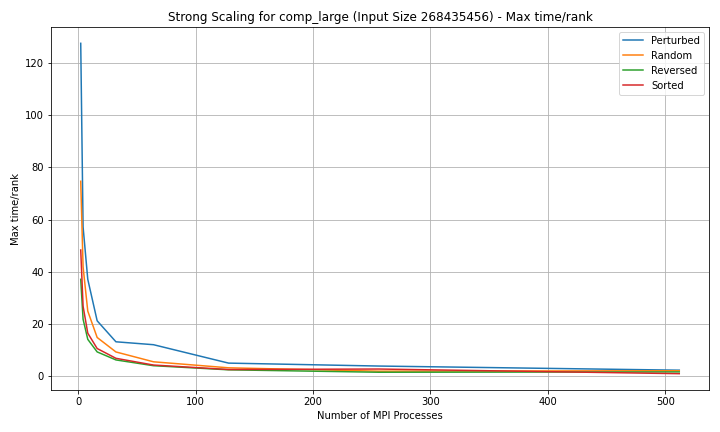 Strong Scaling for comp_large (Input Size 268435456) - Max time/rank
Perturbed
Random
Reversed
Sorted
Max time/rank
120
100
80
60
40
20
0
0
100
200
300
400
500
Number of MPI Processes